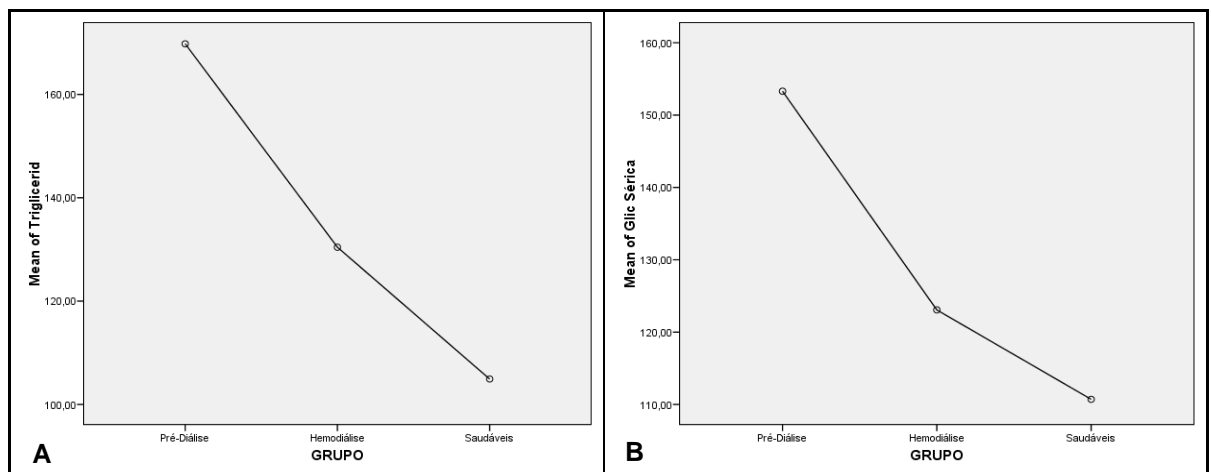 160,00
140,00
120,00
100,00
Mean of Triglicerid
Pré-Diálise
Hemodiálise
Saudáveis
GRUPO
A
160,00
150,00
140,00
130,00
120,00
110,00
Mean of Glic Sérica
Pré-Diálise
Hemodiálise
Saudáveis
GRUPO
B